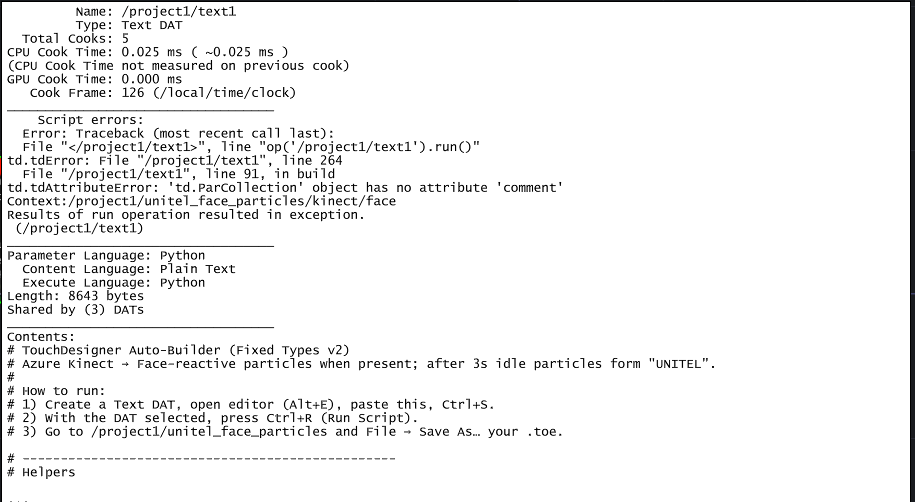 Name: /project1/text1
Type: Text DAT
Total Cooks: 5
CPU Cook Time: 0.025 ms ( ~0.025 ms )
(CPU Cook Time not measured on previous cook)
GPU Cook Time: 0.000 ms
Cook Frame: 126 (/local/time/clock)
Script errors:
Error: Traceback (most recent call last):
File "</project1/text1>", line "op('/project1/text1').run()"
td.tdError: File "/project1/text1", line 264
File "/project1/text1", line 91, in build
td.tdAttributeError: 'td.ParCollection' object has no attribute 'comment'
Context:/project1/unitel_face_particles/kinect/face
Results of run operation resulted in exception.
(/project1/text1)
Parameter Language: Python
Content Language: Plain Text
Execute Language: Python
Length: 8643 bytes
Shared by (3) DATs
Contents:
# TouchDesigner Auto-Builder (Fixed Types v2)
# Azure Kinect → Face-reactive particles when present; after 3s idle particles form "UNITEL".
#
# How to run:
# 1) Create a Text DAT, open editor (Alt+E), paste this, Ctrl+S.
# 2) With the DAT selected, press Ctrl+R (Run Script).
# 3) Go to /project1/unitel_face_particles and File → Save As… your .toe.
# -------------------------------------------------
# Helpers